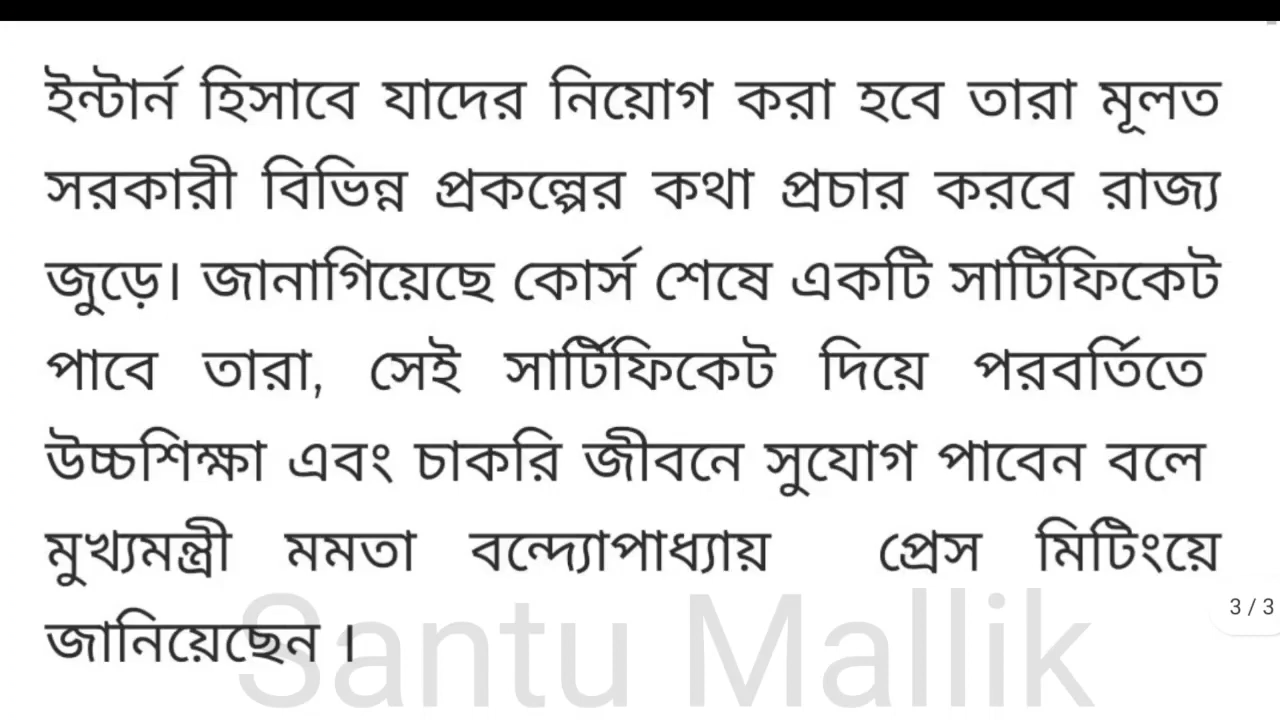 ইন্টার্ন হিসাবে যাদের নিয়োগ করা হবে তারা মূলত
সরকারী বিভিন্ন প্রকল্পের কথা প্রচার করবে রাজ্য
জুড়ে। জানাগিয়েছে কোর্স শেষে একটি সার্টিফিকেট
পাবে তারা, সেই সার্টিফিকেট দিয়ে পরবর্তিতে
উচ্চশিক্ষা এবং চাকরি জীবনে সুযোগ পাবেন বলে
মুখ্যমন্ত্রী মমতা বন্দ্যোপাধ্যায় প্রেস মিটিংয়ে
3 / 3
জানিয়েছেন ।
Santu Mallik